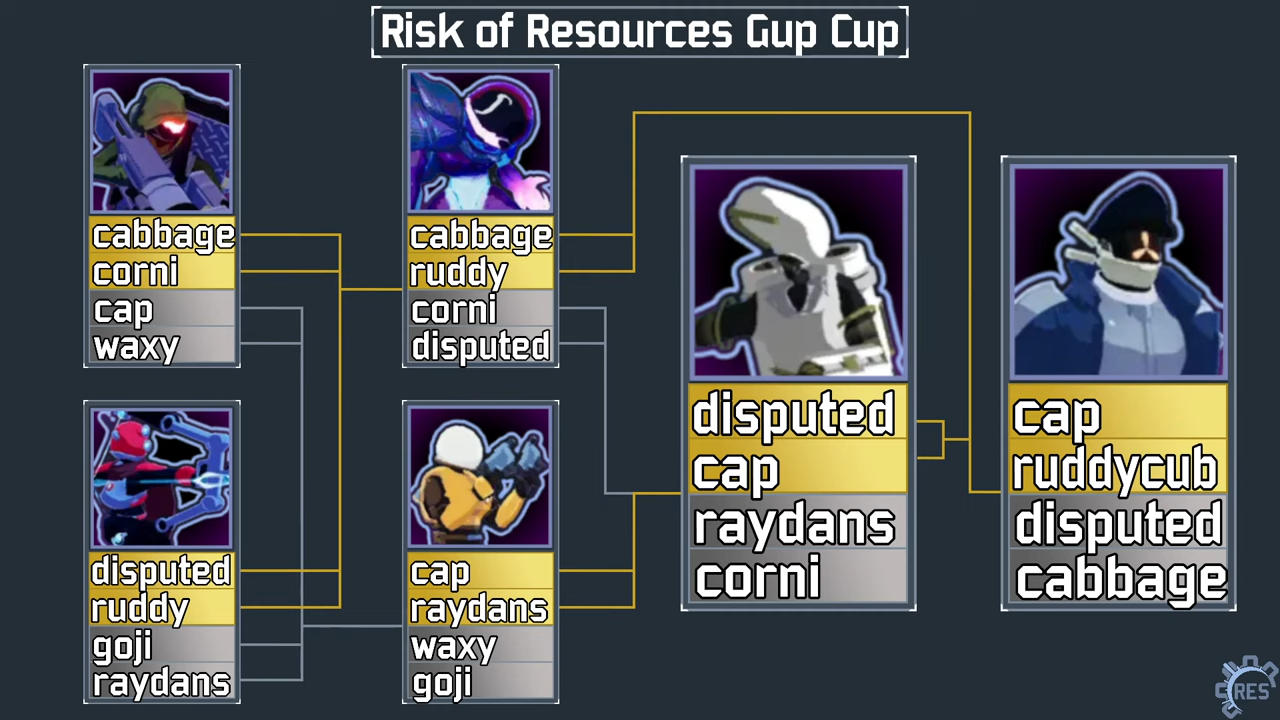 Risk of Resources Gup Cup
cabbage
corni
cap
waxy
disputed
ruddy
goji
raydans
cabbage
ruddy
corni
disputed
cap
raydans
waxy
goji
disputed
cap
raydans
corni
cap
ruddycub
disputed
cabbage
RES